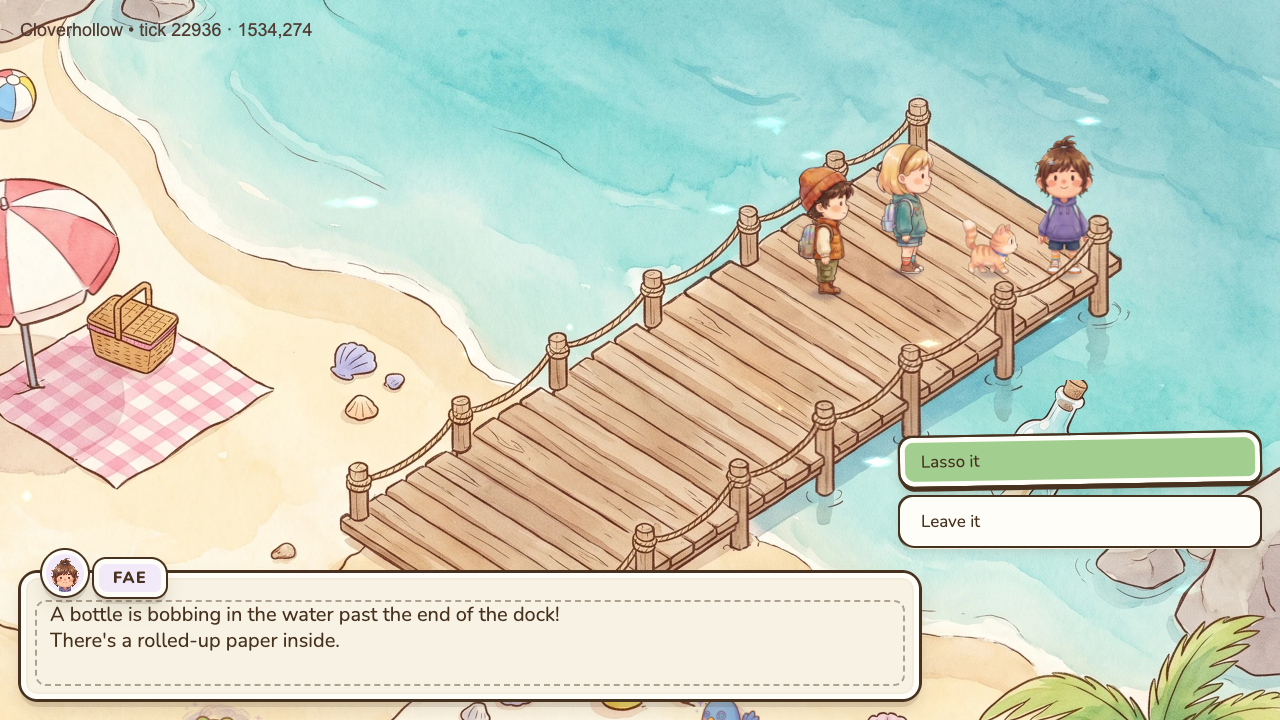 Cloverhollow • tick 22936 · 1534,274
Lasso it
Leave it
FAE
A bottle is bobbing in the water past the end of the dock!
There's a rolled-up paper inside.